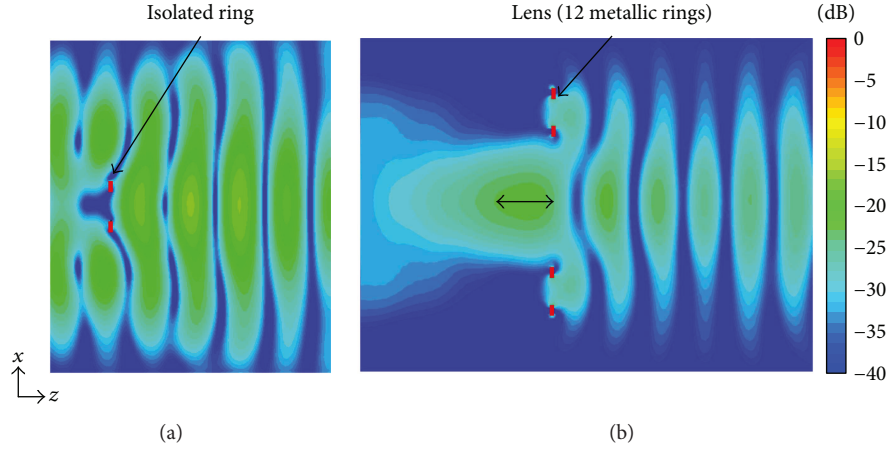 Isolated ring
Lens (12 metallic rings)
(dB)
0
−5
−10
−15
−20
−25
−30
−35
−40
x
z
(a)
(b)